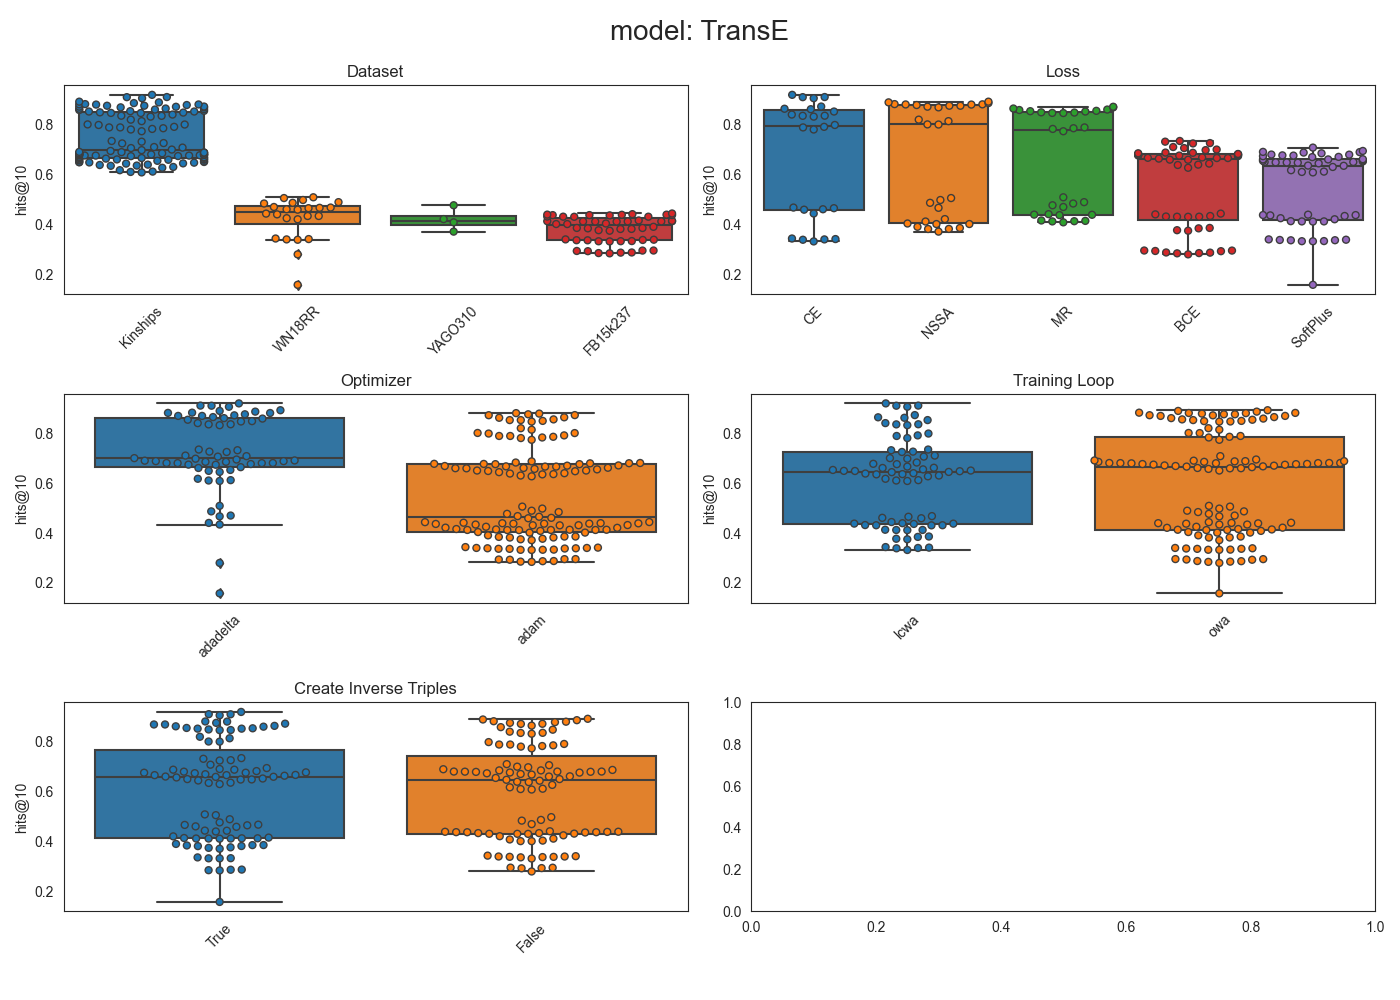 model: TransE
Dataset
hits@10
0.8
0.6
0.4
0.2
Kinships
WN18RR
YAGO310
FB15k237
Loss
hits@10
0.8
0.6
0.4
0.2
CE
NSSA
MR
BCE
SoftPlus
Optimizer
hits@10
0.8
0.6
0.4
0.2
adadelta
adam
Training Loop
hits@10
0.8
0.6
0.4
0.2
lcwa
owa
Create Inverse Triples
hits@10
0.8
0.6
0.4
0.2
True
False
1.0
0.8
0.6
0.4
0.2
0.0
0.0 0.2 0.4 0.6 0.8 1.0